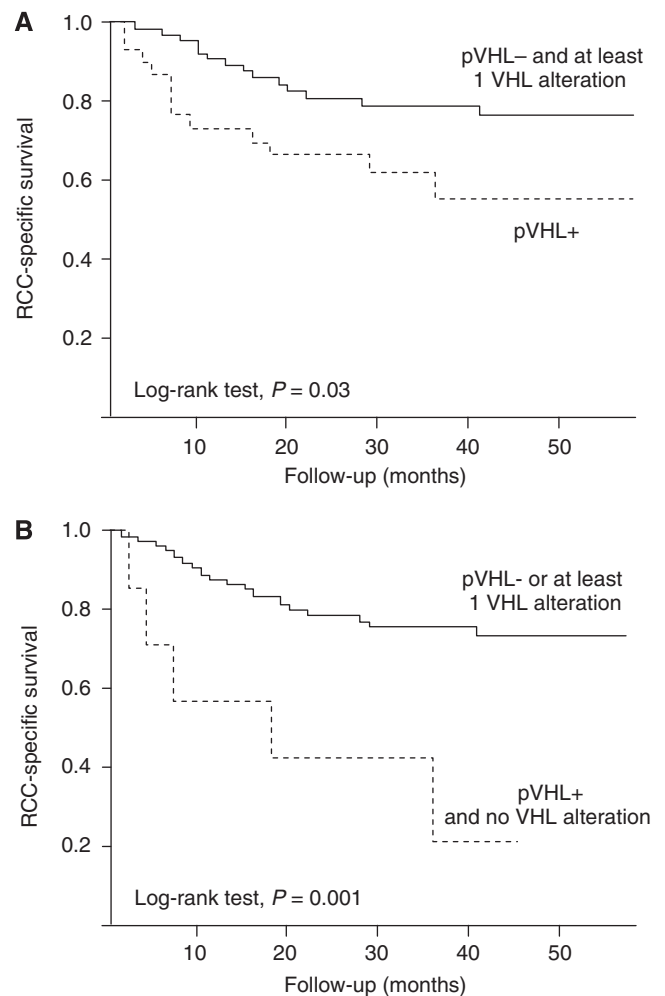 A
1.0
0.8
0.6
0.4
0.2
RCC-specific survival
pVHL– and at least
1 VHL alteration
pVHL+
Log-rank test, P = 0.03
10 20 30 40 50
Follow-up (months)
B
1.0
0.8
0.6
0.4
0.2
RCC-specific survival
pVHL- or at least
1 VHL alteration
pVHL+
and no VHL alteration
Log-rank test, P = 0.001
10 20 30 40 50
Follow-up (months)